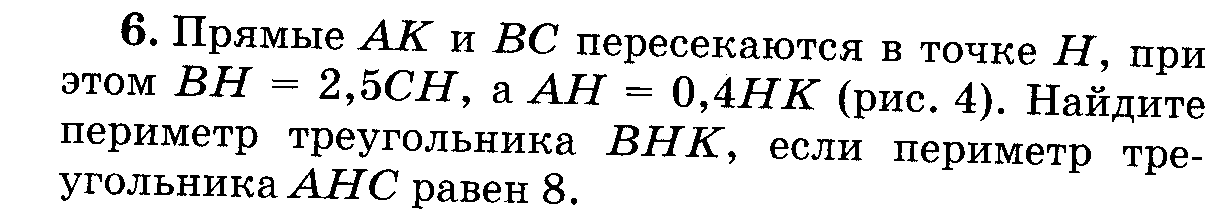 6. Прямые AK и BC пересекаются в точке H, при
этом BH = 2,5CH, а AH = 0,4HK (рис. 4). Найдите
периметр треугольника BHK, если периметр тре-
угольника AHC равен 8.